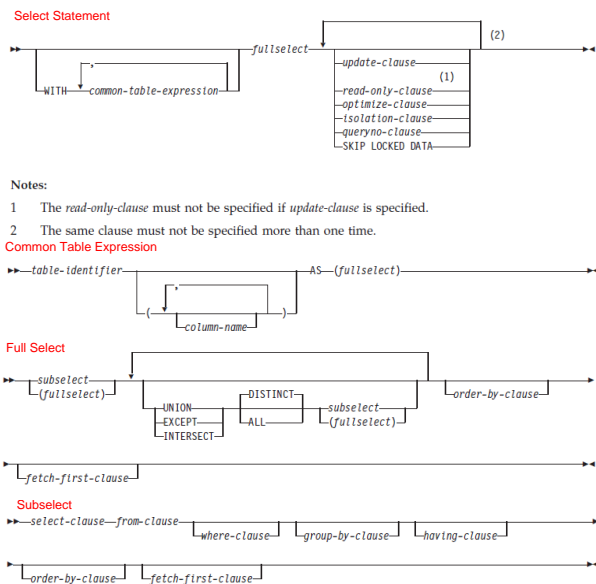 Select Statement
(2)
fullselect
update-clause
,
(1)
WITH common-table-expression
read-only-clause
optimize-clause
isolation-clause
queryno-clause
SKIP LOCKED DATA
Notes:
1 The read-only-clause must not be specified if update-clause is specified.
2 The same clause must not be specified more than one time.
Common Table Expression
table-identifier AS (fullselect)
,
( )
column-name
Full Select
subselect
(fullselect) order-by-clause
DISTINCT
UNION subselect
EXCEPT ALL (fullselect)
INTERSECT
fetch-first-clause
Subselect
select-clause from-clause
where-clause group-by-clause having-clause
order-by-clause fetch-first-clause